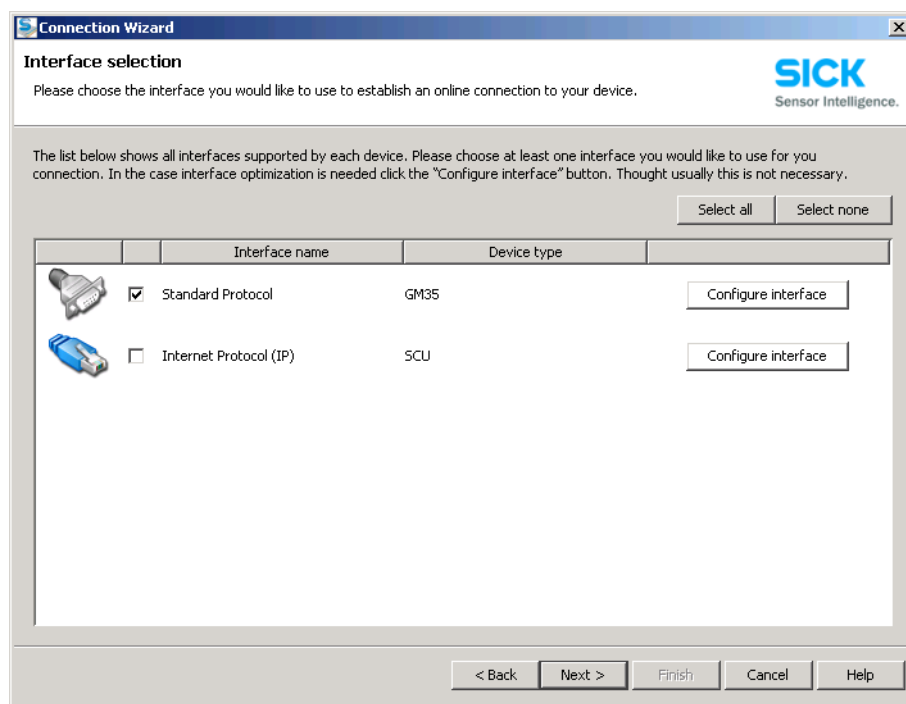 Connection Wizard
Interface selection
Please choose the interface you would like to use to establish an online connection to your device.
SICK
Sensor Intelligence.
The list below shows all interfaces supported by each device. Please choose at least one interface you would like to use for you
connection. In the case interface optimization is needed click the "Configure interface" button. Thought usually this is not necessary.
Select all Select none
Interface name Device type
Standard Protocol GM35 Configure interface
Internet Protocol (IP) SCU Configure interface
< Back Next > Finish Cancel Help